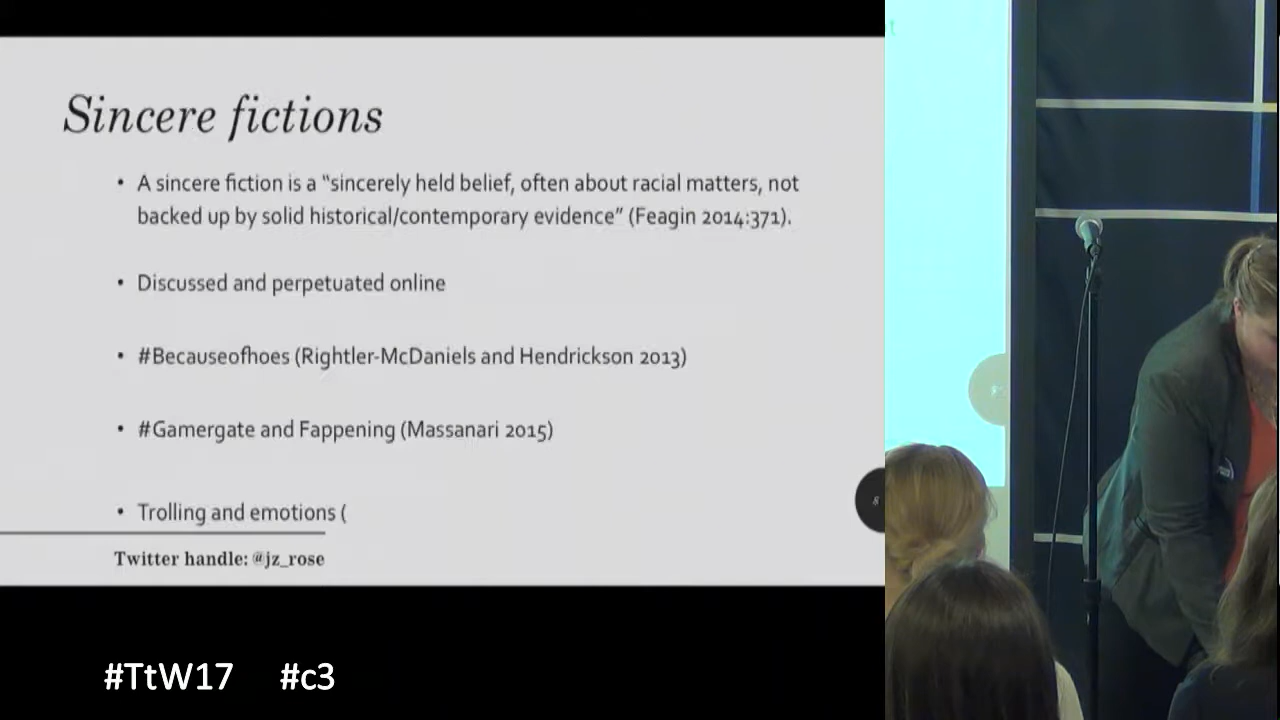 Sincere fictions
• A sincere fiction is a “sincerely held belief, often about racial matters, not
backed up by solid historical/contemporary evidence” (Feagin 2014:371).
• Discussed and perpetuated online
• #Becauseofhoes (Rightler-McDaniels and Hendrickson 2013)
• #Gamergate and Fappening (Massanari 2015)
• Trolling and emotions (
Twitter handle: @jz_rose
#TtW17 #c3